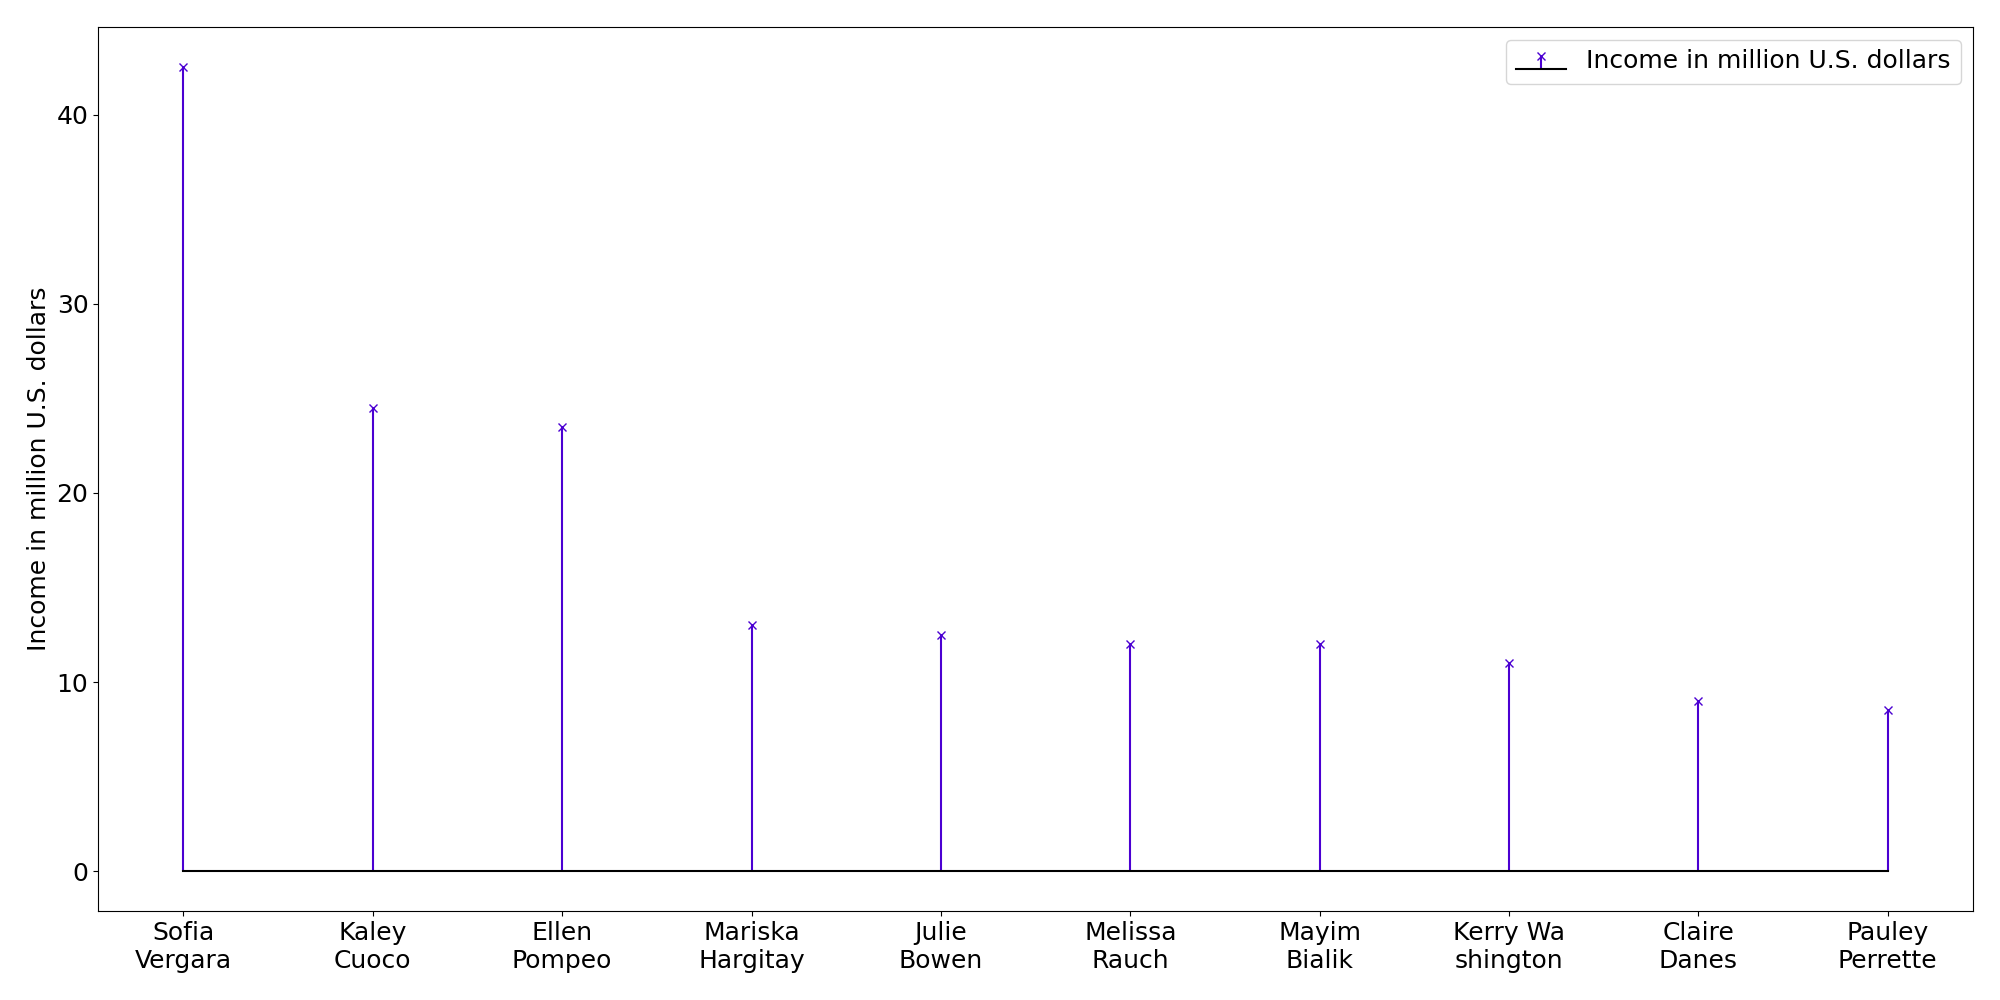 Income in million U.S. dollars
Income in million U.S. dollars
40
30
20
10
0
Sofia
Vergara
Kaley
Cuoco
Ellen
Pompeo
Mariska
Hargitay
Julie
Bowen
Melissa
Rauch
Mayim
Bialik
Kerry Wa
shington
Claire
Danes
Pauley
Perrette